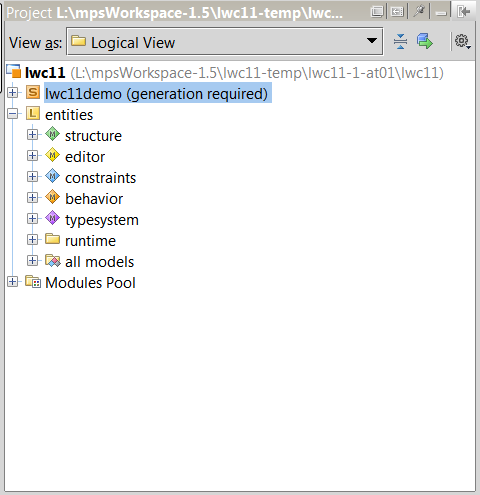 Project L:\mpsWorkspace-1.5\lwc11-temp\lwc...
View as: Logical View
lwc11 (L:\mpsWorkspace-1.5\lwc11-temp\lwc11-1-at01\lwc11)
S lwc11demo (generation required)
L entities
M structure
M editor
M constraints
M behavior
M typesystem
runtime
all models
Modules Pool